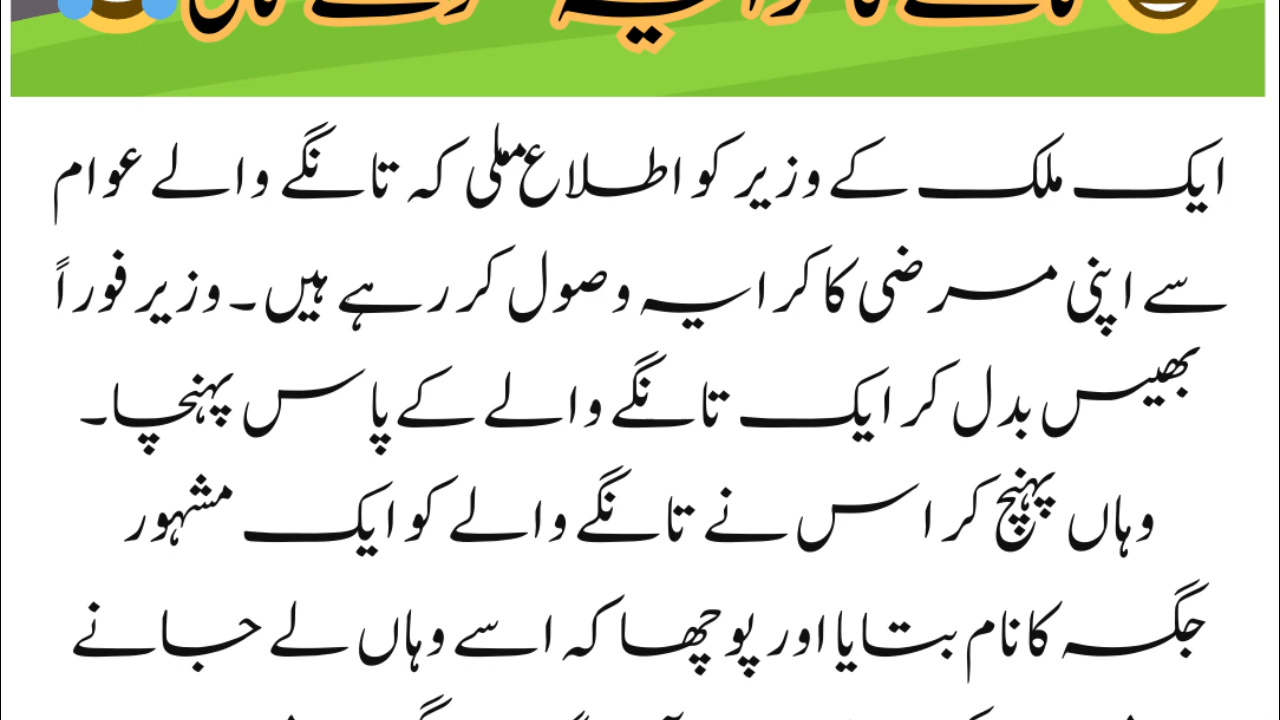 ایک ملک کے وزیر کو اطلاع ملی کہ تانگے والے عوام
سے اپنی مرضی کا کرایہ وصول کر رہے ہیں۔ وزیر فوراً
بھیس بدل کر ایک تانگے والے کے پاس پہنچا۔
وہاں پہنچ کر اس نے تانگے والے کو ایک مشہور
جگہ کا نام بتایا اور پوچھا کہ اسے وہاں لے جانے